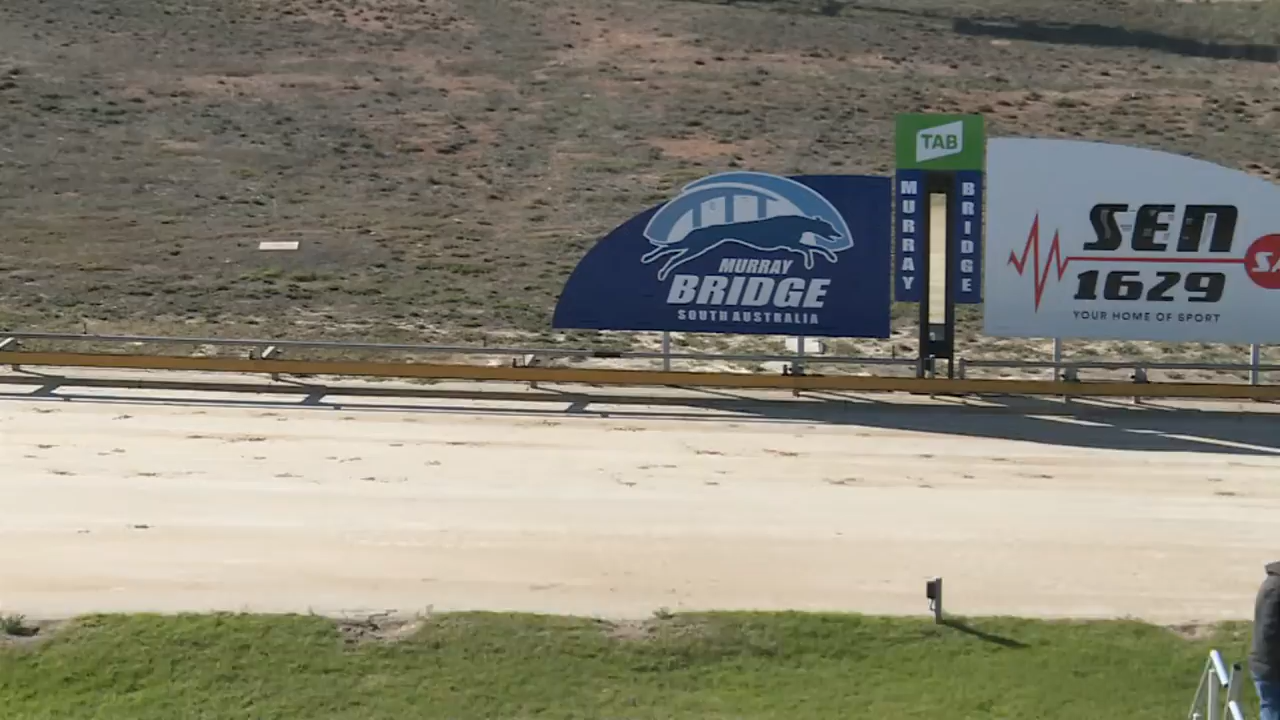 TAB
MURRAY
BRIDGE
MURRAY
BRIDGE
SOUTH AUSTRALIA
SEN
1629
YOUR HOME OF SPORT